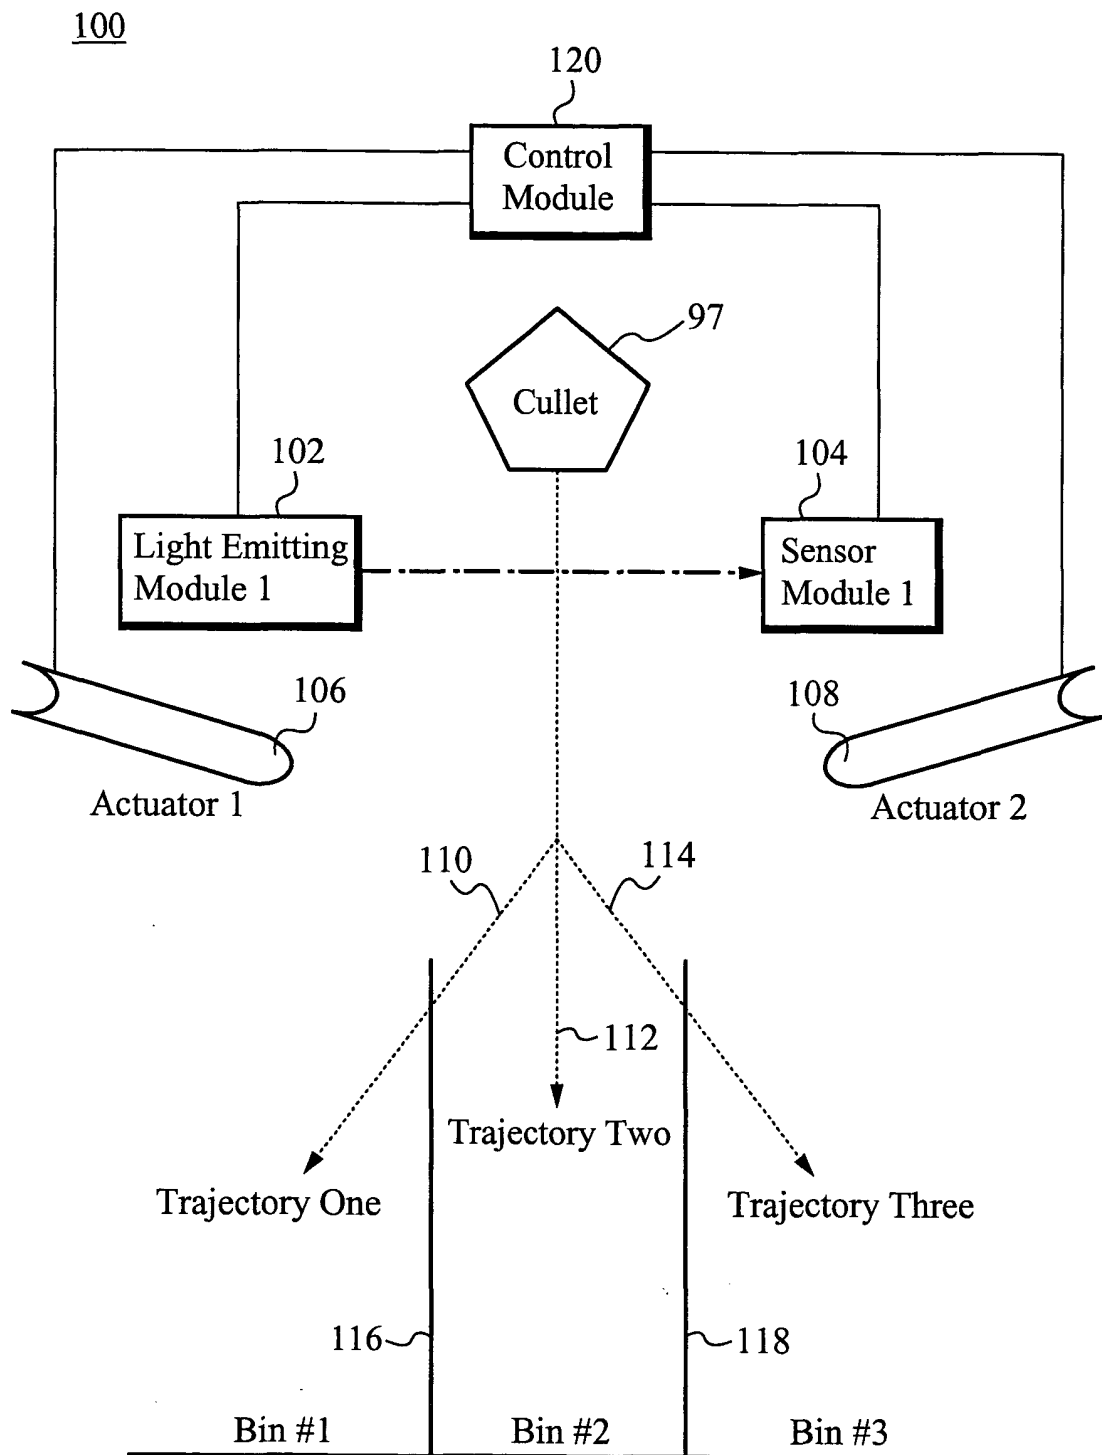 100
120
Control
Module
97
Cullet
102
104
Light Emitting
Module 1
Sensor
Module 1
106
108
Actuator 1
Actuator 2
110
114
112
Trajectory Two
Trajectory One
Trajectory Three
116
118
Bin #1
Bin #2
Bin #3